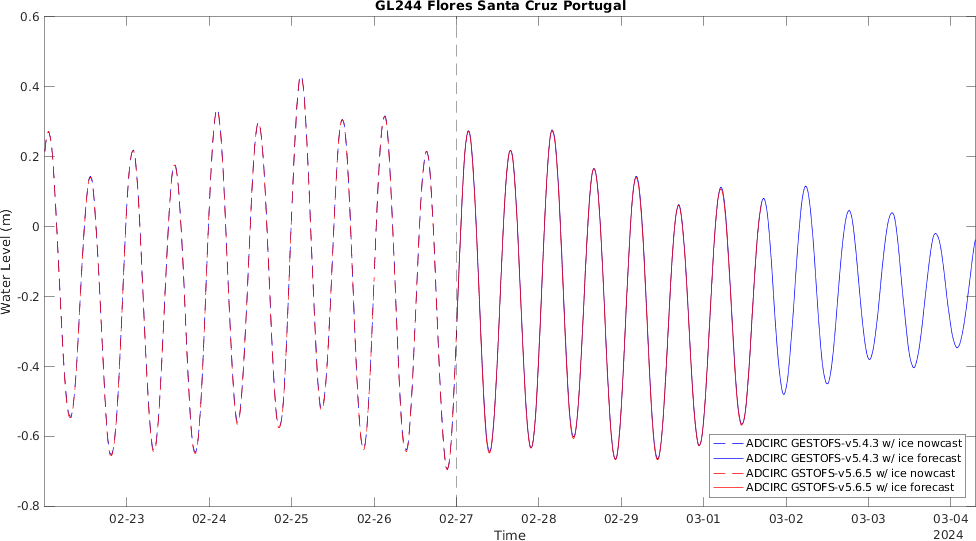 GL244 Flores Santa Cruz Portugal
0.6
0.4
0.2
0
-0.2
-0.4
-0.6
-0.8
Water Level (m)
ADCIRC GESTOFS-v5.4.3 w/ ice nowcast
ADCIRC GESTOFS-v5.4.3 w/ ice forecast
ADCIRC GSTOFS-v5.6.5 w/ ice nowcast
ADCIRC GSTOFS-v5.6.5 w/ ice forecast
02-23 02-24 02-25 02-26 02-27 02-28 02-29 03-01 03-02 03-03 03-04
Time 2024